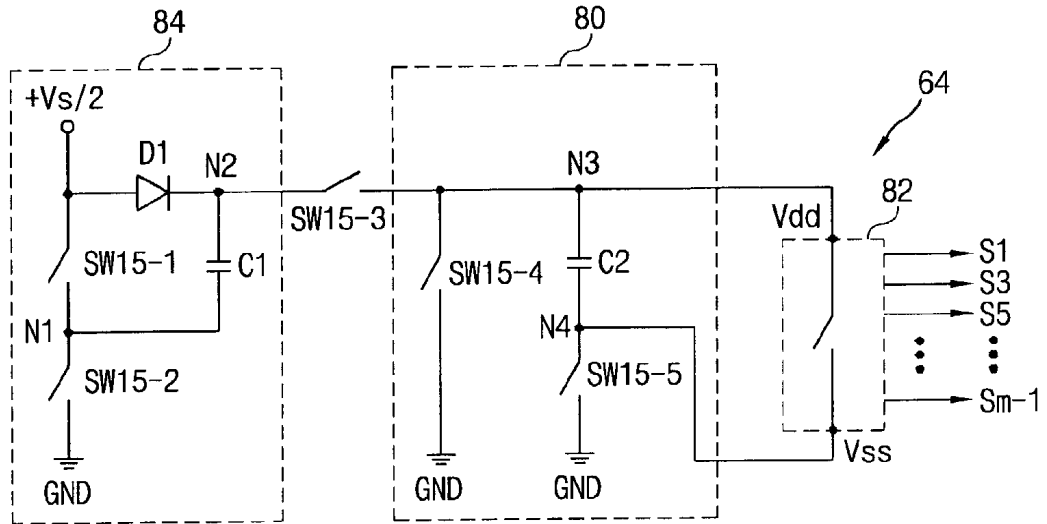 84
80
64
+Vs/2
D1
N2
N3
SW15-3
Vdd
82
SW15-1
C1
SW15-4
C2
S1
S3
S5
N1
N4
SW15-2
SW15-5
Sm-1
Vss
GND
GND
GND